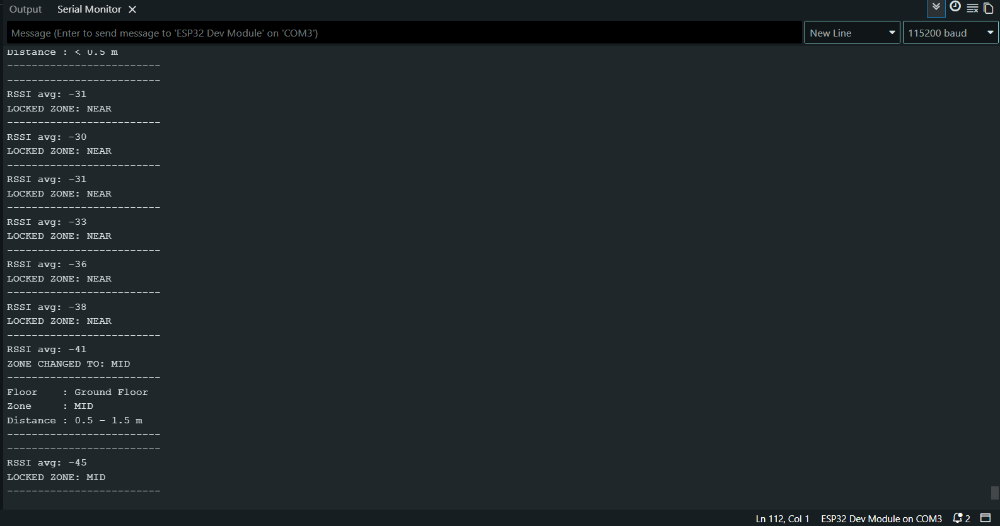 Output Serial Monitor
Message (Enter to send message to 'ESP32 Dev Module' on 'COM3') New Line 115200 baud
Distance : < 0.5 m
-------------------------
-------------------------
RSSI avg: -31
LOCKED ZONE: NEAR
-------------------------
RSSI avg: -30
LOCKED ZONE: NEAR
-------------------------
RSSI avg: -31
LOCKED ZONE: NEAR
-------------------------
RSSI avg: -33
LOCKED ZONE: NEAR
-------------------------
RSSI avg: -36
LOCKED ZONE: NEAR
-------------------------
RSSI avg: -38
LOCKED ZONE: NEAR
-------------------------
RSSI avg: -41
ZONE CHANGED TO: MID
-------------------------
Floor    : Ground Floor
Zone     : MID
Distance : 0.5 – 1.5 m
-------------------------
-------------------------
RSSI avg: -45
LOCKED ZONE: MID
-------------------------
Ln 112, Col 1 ESP32 Dev Module on COM3 2